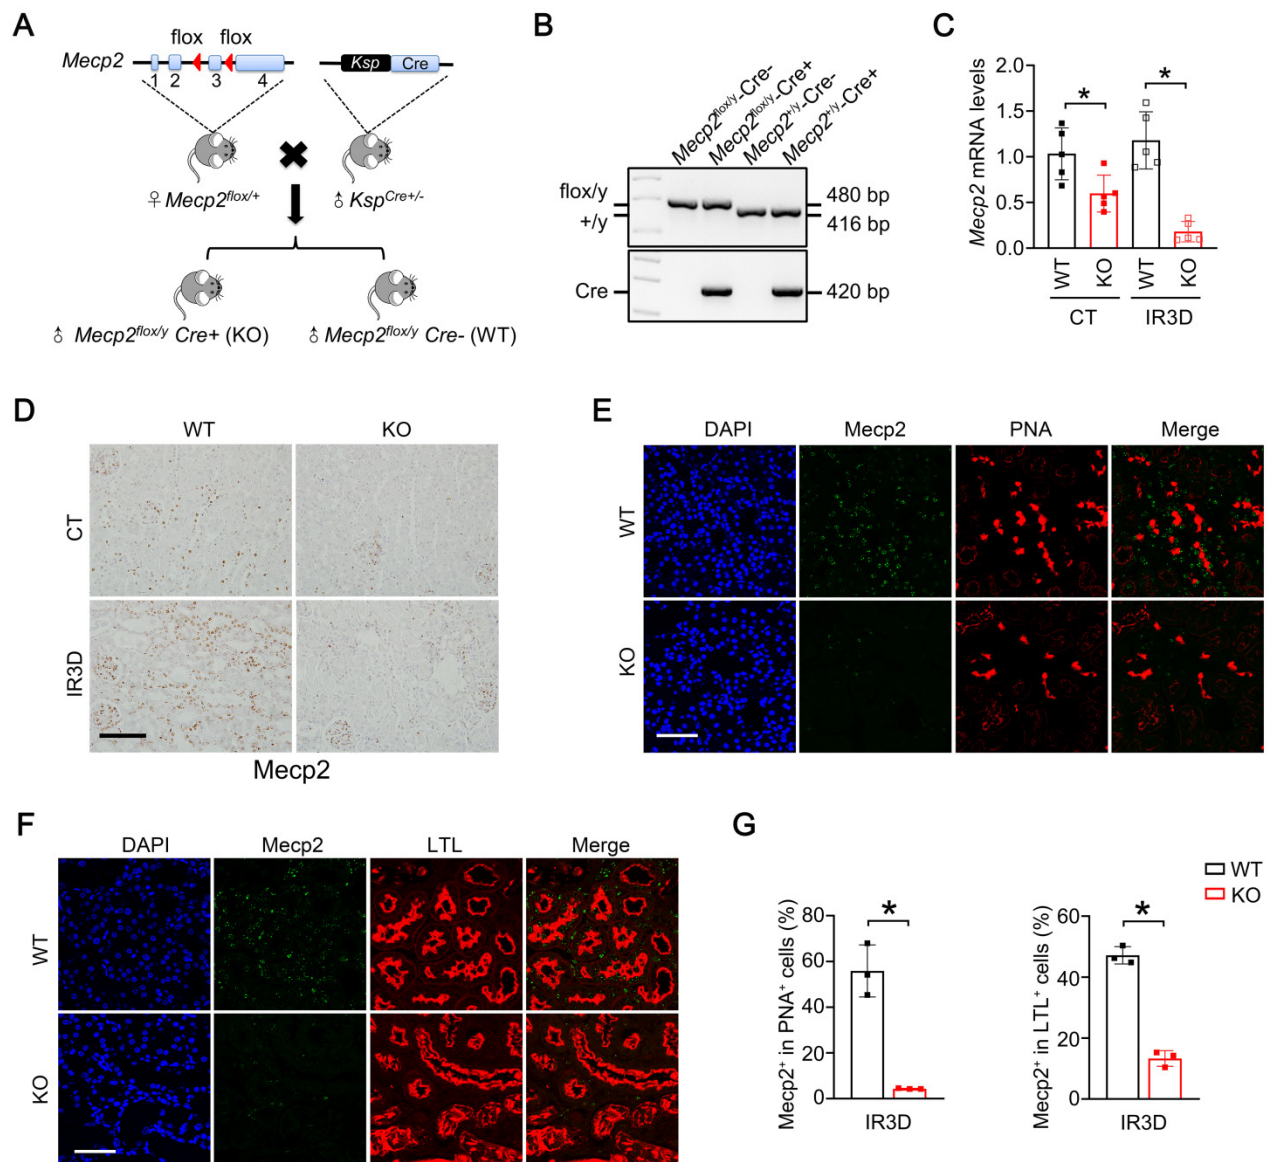 A
flox flox
Mecp2
Ksp Cre
1 2 3 4
♀ Mecp2flox/+
♂ KspCre+/-
♂ Mecp2flox/y Cre+ (KO)
♂ Mecp2flox/y Cre- (WT)
B
Mecp2flox/y-Cre-
Mecp2flox/y-Cre+
Mecp2+/y-Cre-
Mecp2+/y-Cre+
flox/y
+/y
480 bp
416 bp
Cre
420 bp
C
Mecp2 mRNA levels
2.0
1.5
1.0
0.5
0.0
* *
WT KO WT KO
CT IR3D
D
WT KO
CT
IR3D
Mecp2
E
DAPI Mecp2 PNA Merge
WT
KO
F
DAPI Mecp2 LTL Merge
WT
KO
G
WT
KO
Mecp2+ in PNA+ cells (%)
80
60
40
20
0
*
IR3D
Mecp2+ in LTL+ cells (%)
60
40
20
0
*
IR3D